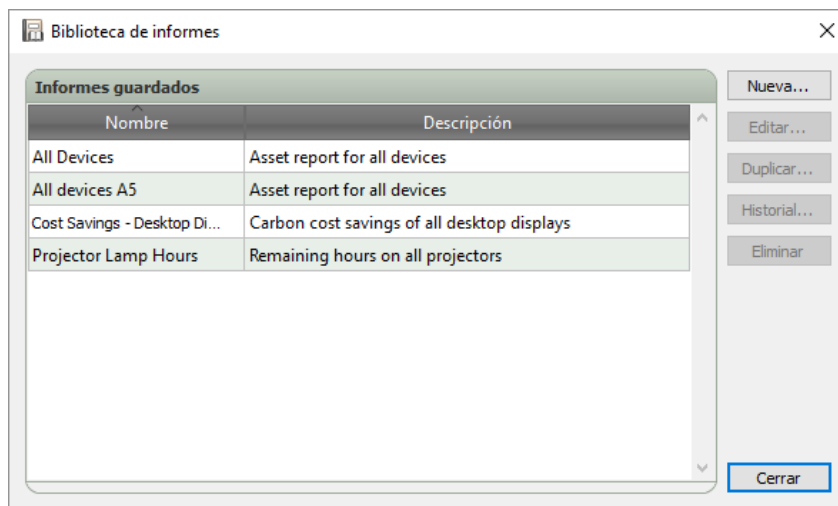 Biblioteca de informes
Informes guardados
Nueva...
Nombre Descripción
Editar...
All Devices Asset report for all devices
Duplicar...
All devices A5 Asset report for all devices
Historial...
Cost Savings - Desktop Di... Carbon cost savings of all desktop displays
Eliminar
Projector Lamp Hours Remaining hours on all projectors
Cerrar